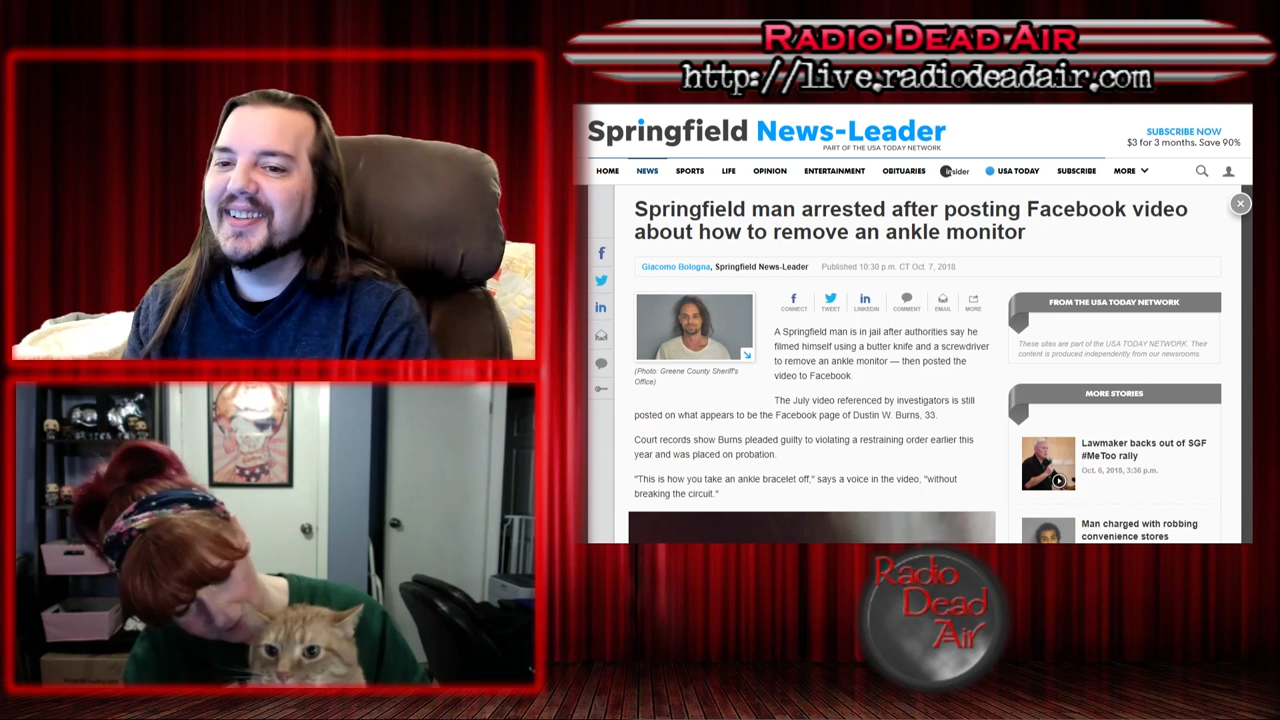 RADIO DEAD AIR
http://live.radiodeadair.com
Springfield News-Leader
PART OF THE USA TODAY NETWORK
SUBSCRIBE NOW
$3 for 3 months. Save 90%
HOME NEWS SPORTS LIFE OPINION ENTERTAINMENT OBITUARIES insider USA TODAY SUBSCRIBE MORE
Springfield man arrested after posting Facebook video
about how to remove an ankle monitor
Giacomo Bologna, Springfield News-Leader Published 10:30 p.m. CT Oct. 7, 2018
CONNECT TWEET LINKEDIN COMMENT EMAIL MORE
(Photo: Greene County Sheriff's
Office)
A Springfield man is in jail after authorities say he
filmed himself using a butter knife and a screwdriver
to remove an ankle monitor — then posted the
video to Facebook.
The July video referenced by investigators is still
posted on what appears to be the Facebook page of Dustin W. Burns, 33.
Court records show Burns pleaded guilty to violating a restraining order earlier this
year and was placed on probation.
"This is how you take an ankle bracelet off," says a voice in the video, "without
breaking the circuit."
FROM THE USA TODAY NETWORK
These sites are part of the USA TODAY NETWORK. Their
content is produced independently from our newsrooms.
MORE STORIES
Lawmaker backs out of SGF
#MeToo rally
Oct. 6, 2018, 3:36 p.m.
Man charged with robbing
convenience stores
Radio
Dead
Air